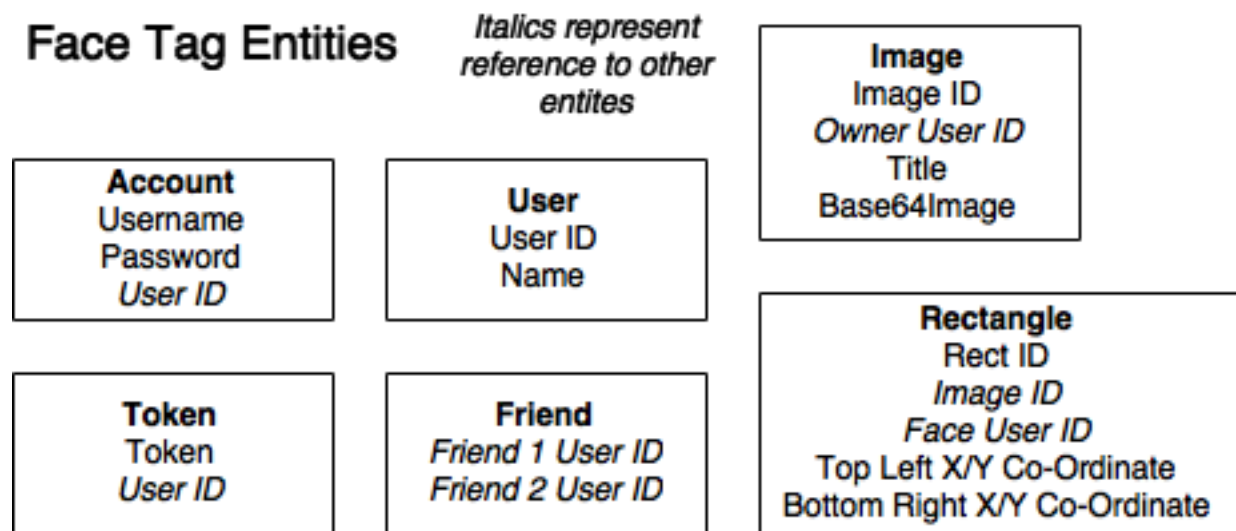 Face Tag Entities
Italics represent
reference to other
entites
Account
Username
Password
User ID
User
User ID
Name
Image
Image ID
Owner User ID
Title
Base64Image
Token
Token
User ID
Friend
Friend 1 User ID
Friend 2 User ID
Rectangle
Rect ID
Image ID
Face User ID
Top Left X/Y Co-Ordinate
Bottom Right X/Y Co-Ordinate